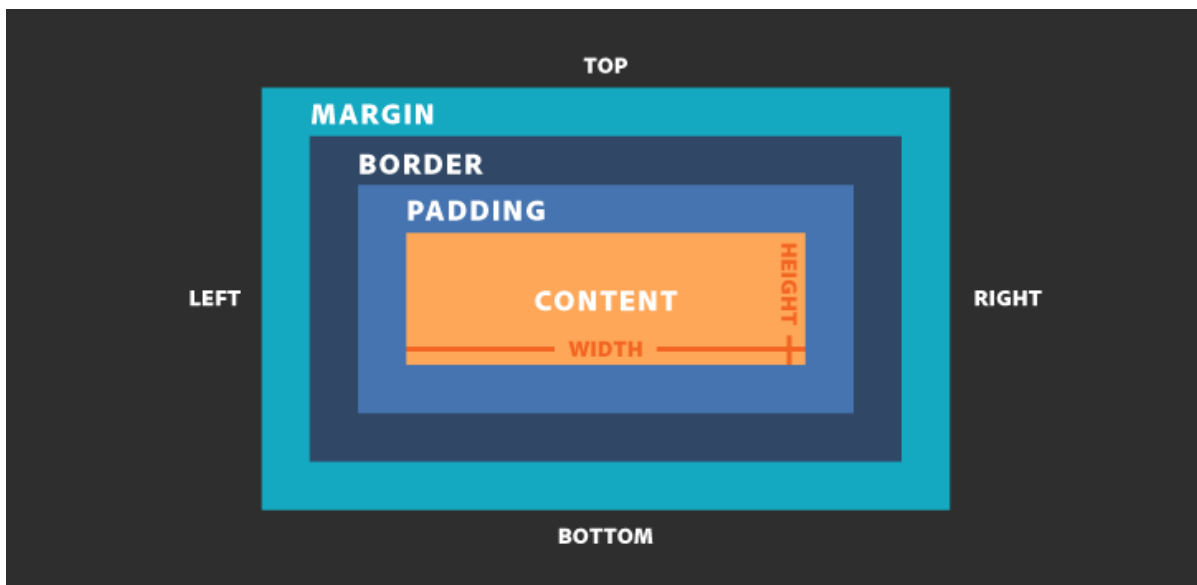 TOP
MARGIN
BORDER
PADDING
HEIGHT
LEFT
CONTENT
RIGHT
WIDTH
BOTTOM